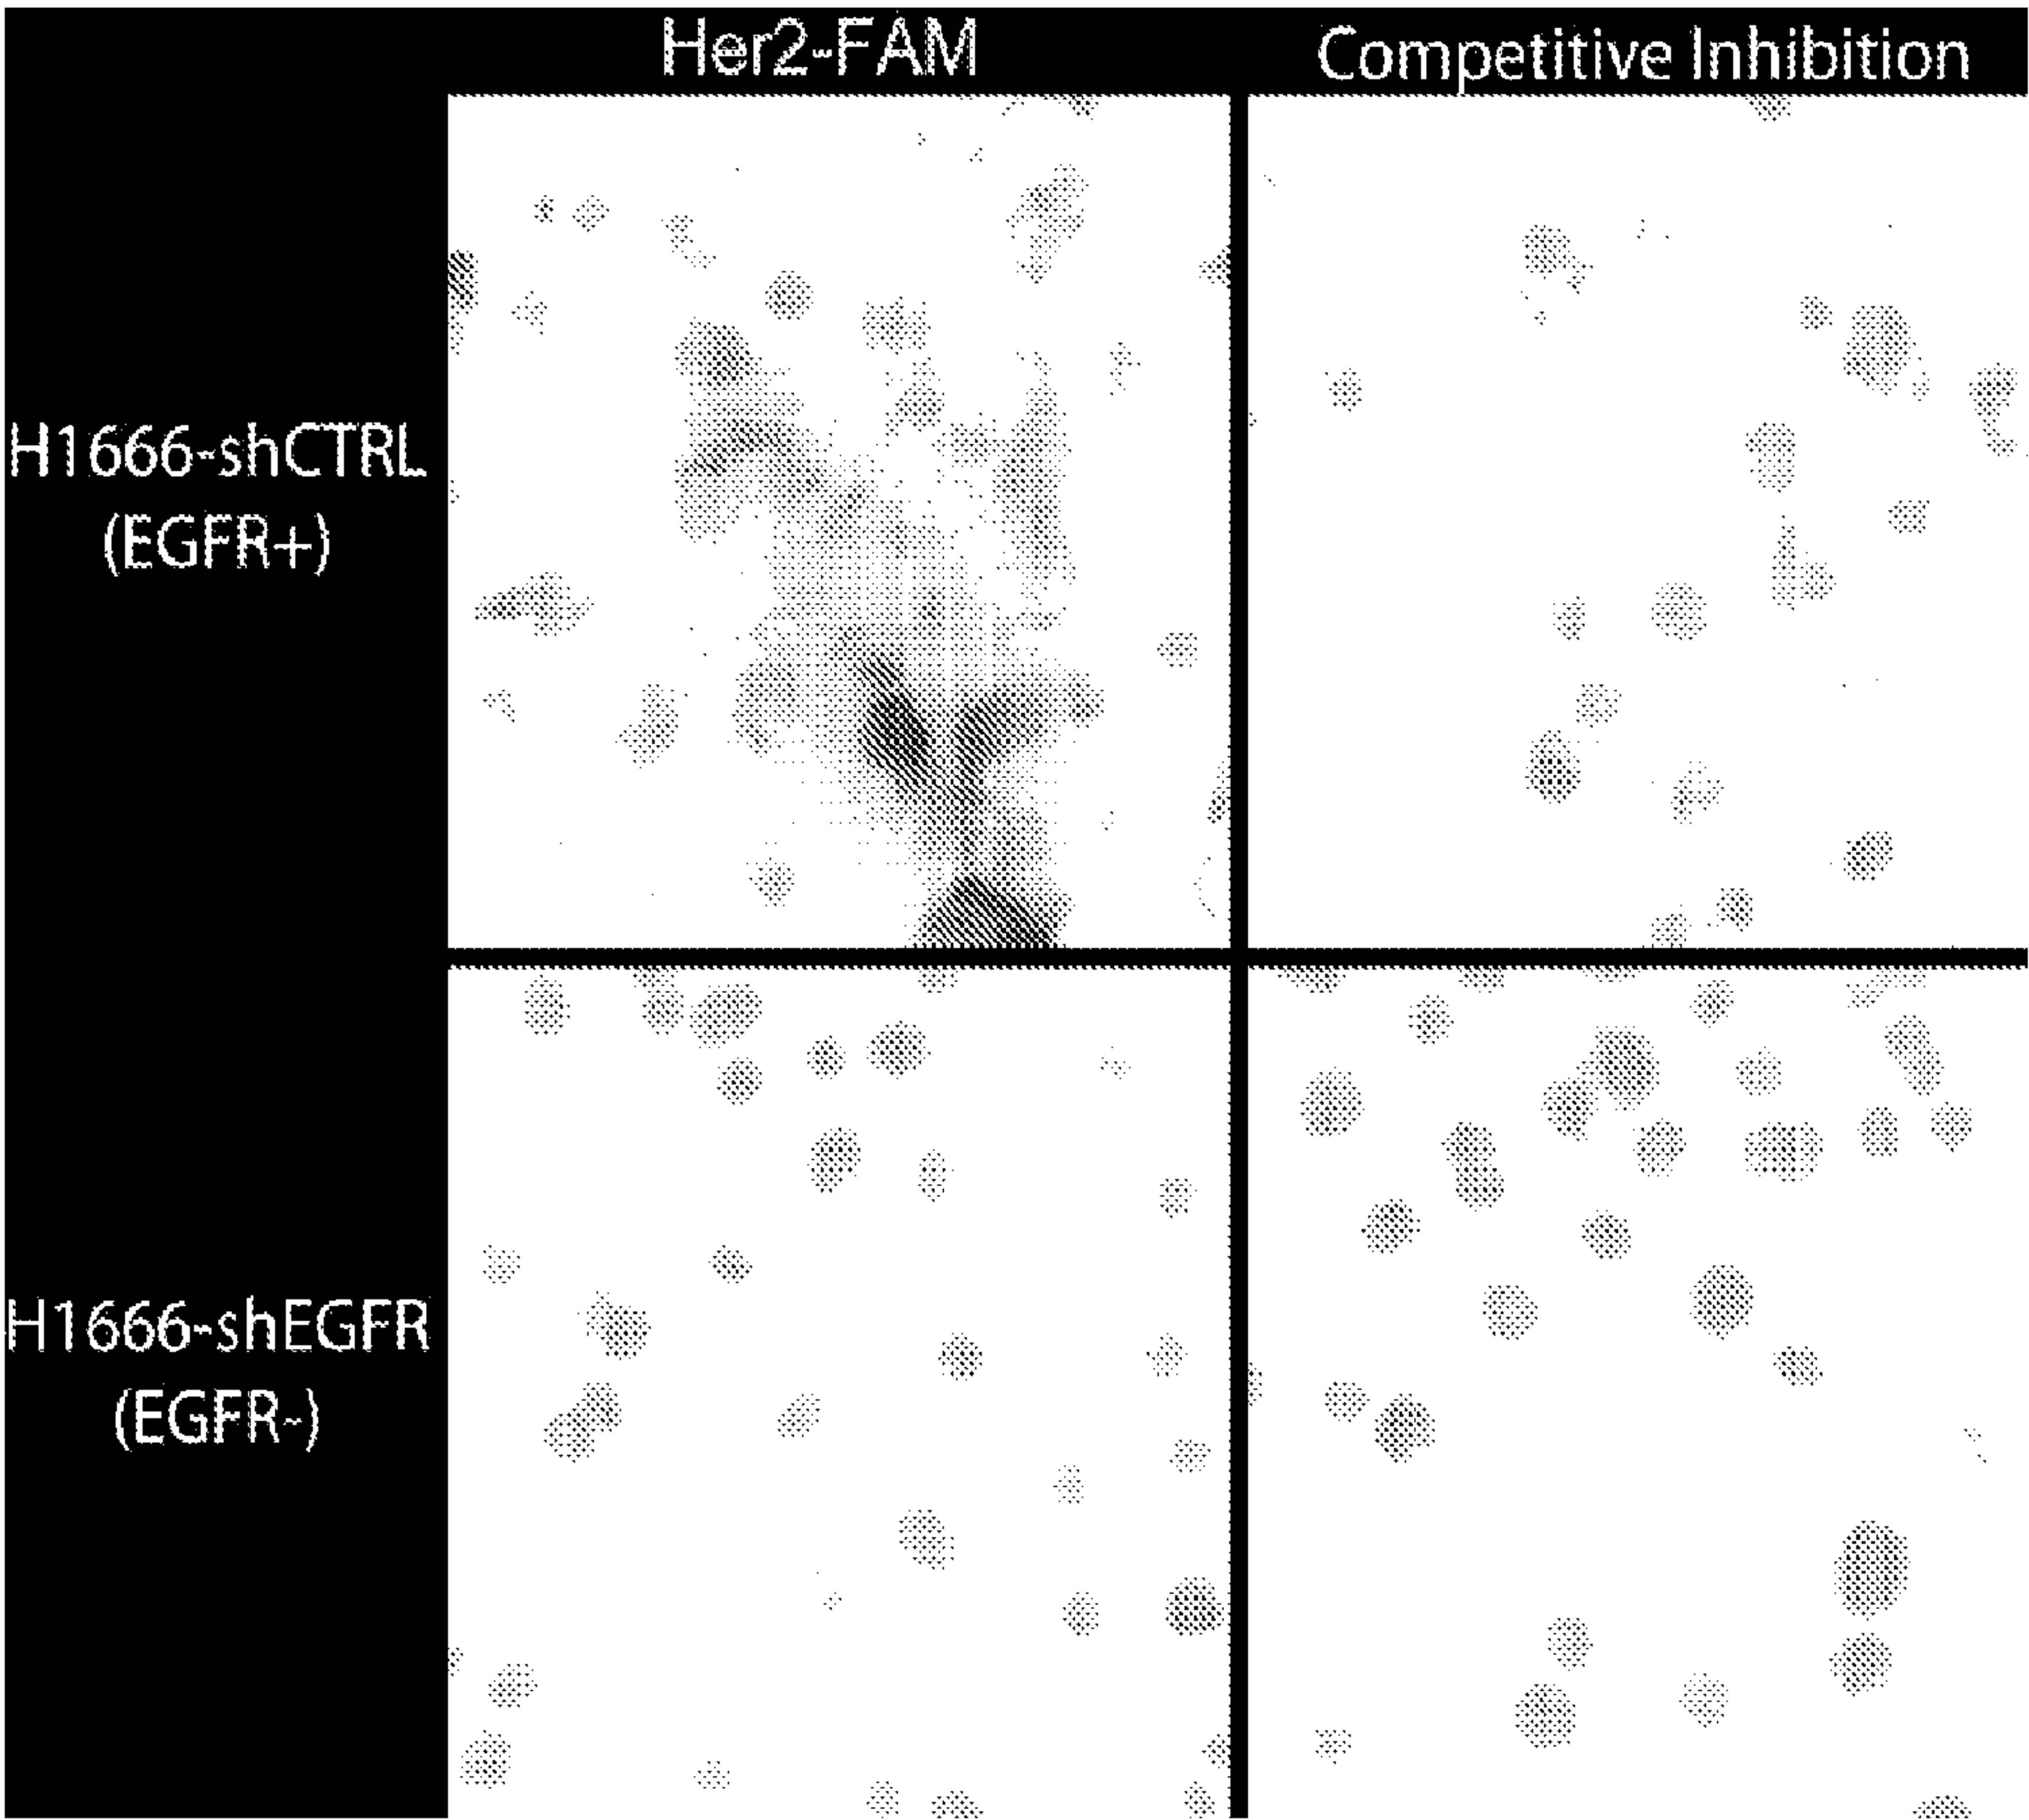 Her2-FAM
Competitive Inhibition
H1666-shCTRL
(EGFR+)
H1666-shEGFR
(EGFR-)